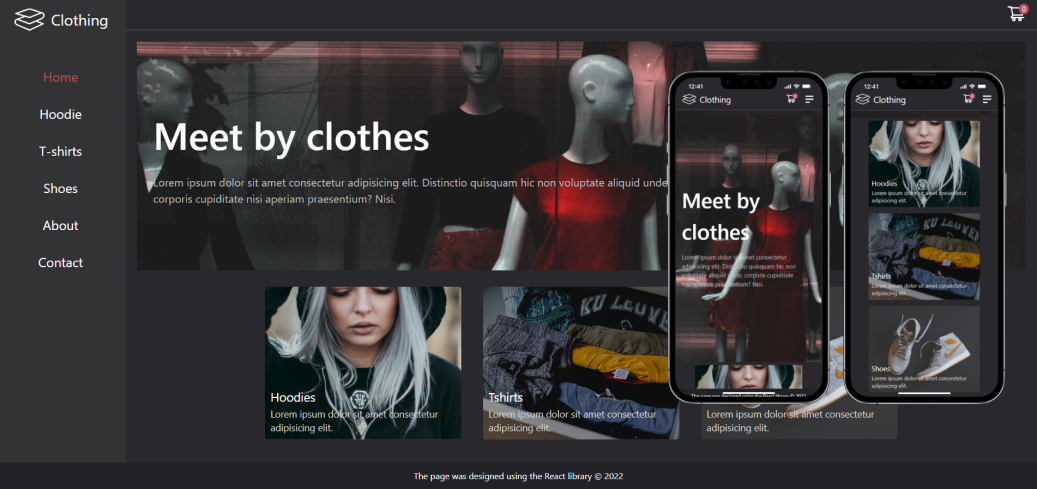 Clothing
0
Home
Hoodie
T-shirts
Shoes
About
Contact
Meet by clothes
Lorem ipsum dolor sit amet consectetur adipisicing elit. Distinctio quisquam hic non voluptate aliquid unde
corporis cupiditate nisi aperiam praesentium? Nisi.
KU LEUVEN
Hoodies
Lorem ipsum dolor sit amet consectetur
adipisicing elit.
Tshirts
Lorem ipsum dolor sit amet consectetur
adipisicing elit.
Lorem ipsum dolor sit amet consectetur
adipisicing elit.
12:41
Clothing
Meet by
clothes
Lorem ipsum dolor sit amet consectetur
adipisicing elit. Distinctio quisquam hic non
voluptate aliquid unde, corporis cupiditate
nisi aperiam praesentium? Nisi.
The page was designed using the React library © 2022
12:41
Clothing
Hoodies
Lorem ipsum dolor sit amet consectetur
adipisicing elit.
Tshirts
Lorem ipsum dolor sit amet consectetur
adipisicing elit.
Shoes
Lorem ipsum dolor sit amet consectetur
adipisicing elit.
The page was designed using the React library © 2022